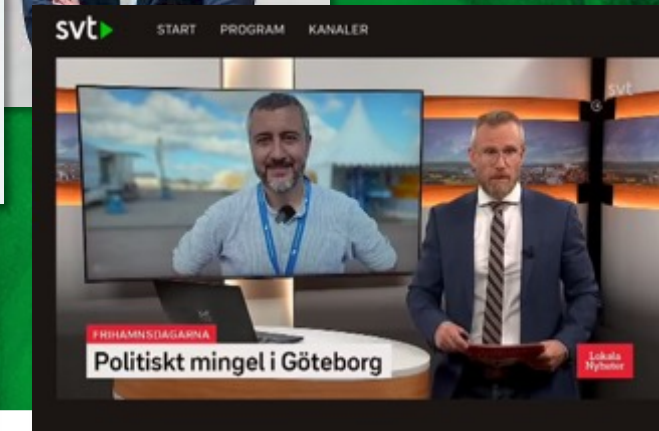 svt
START PROGRAM KANALER
svt
FRIHAMNSDAGARNA
Politiskt mingel i Göteborg
Lokala
Nyheter